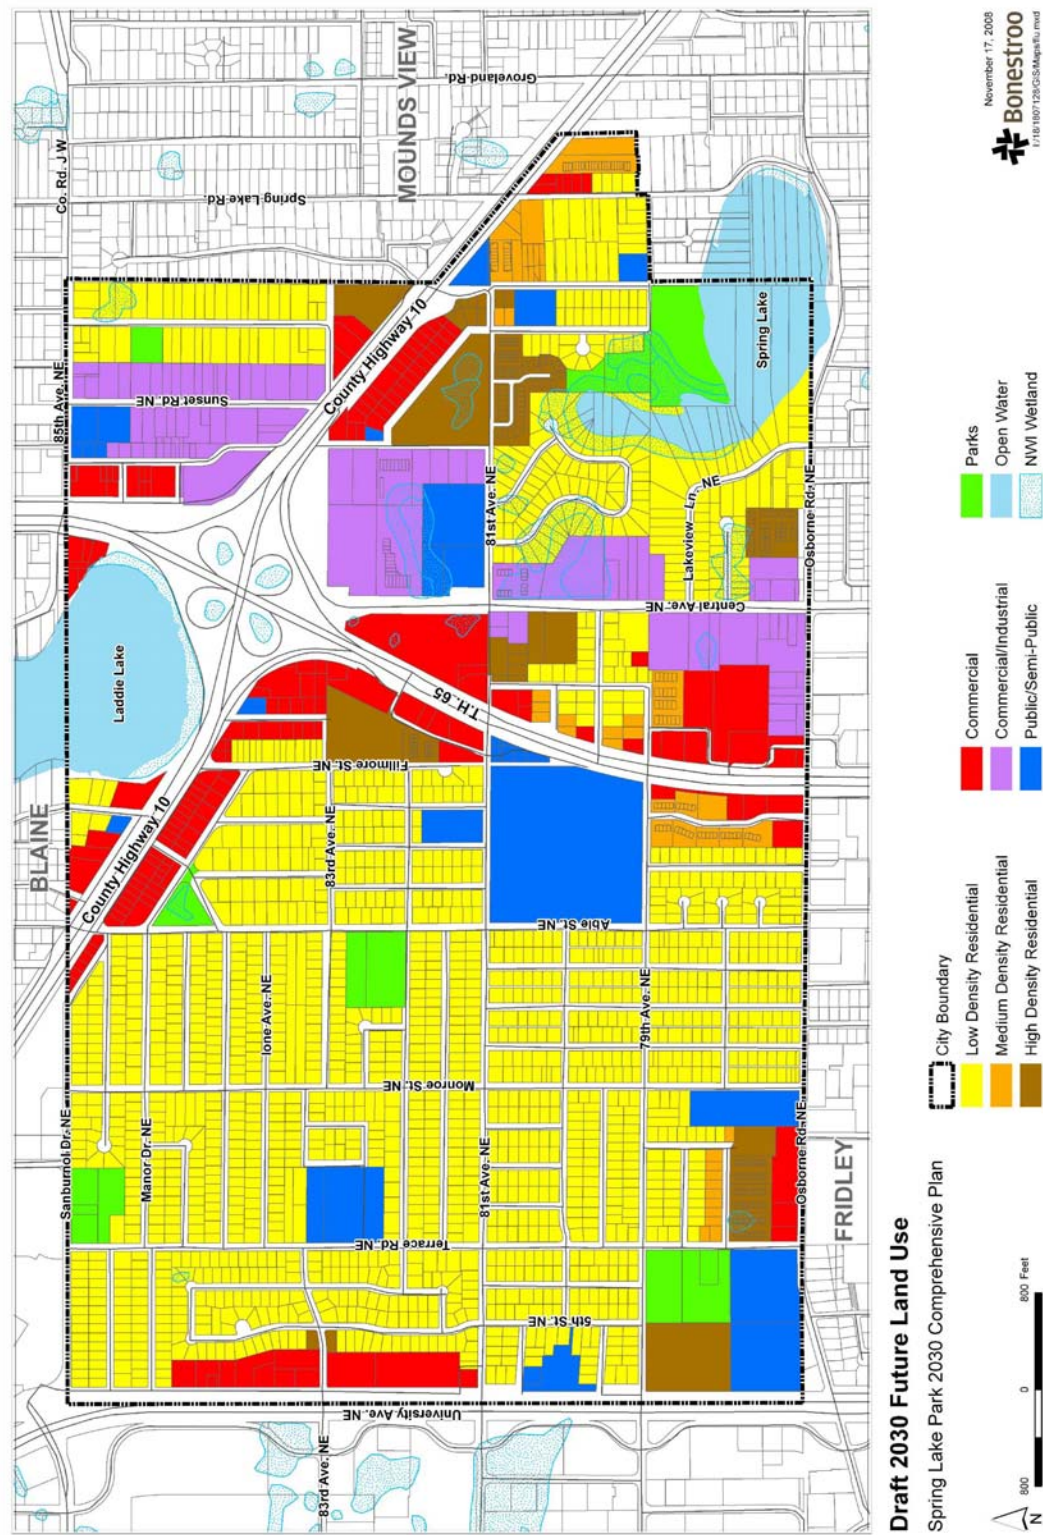 Co. Rd. J W
Groveland Rd.
MOUNDS VIEW
Spring Lake Rd.
85th Ave. NE
Sunset Rd. NE
County Highway 10
81st Ave. NE
Spring Lake
Lakeview Ln. NE
Osborne Rd. NE
Central Ave. NE
Laddie Lake
T.H. 65
BLAINE
County Highway 10
Fillmore St. NE
83rd Ave. NE
Able St. NE
Ione Ave. NE
79th Ave. NE
Monroe St. NE
Sanburnol Dr. NE
Manor Dr. NE
81st Ave. NE
Osborne Rd. NE
Terrace Rd. NE
FRIDLEY
5th St. NE
University Ave. NE
83rd Ave. NE
Draft 2030 Future Land Use
Spring Lake Park 2030 Comprehensive Plan
N
800
0
800 Feet
City Boundary
Low Density Residential
Medium Density Residential
High Density Residential
Commercial
Commercial/Industrial
Public/Semi-Public
Parks
Open Water
NWI Wetland
November 17, 2008
Bonestroo